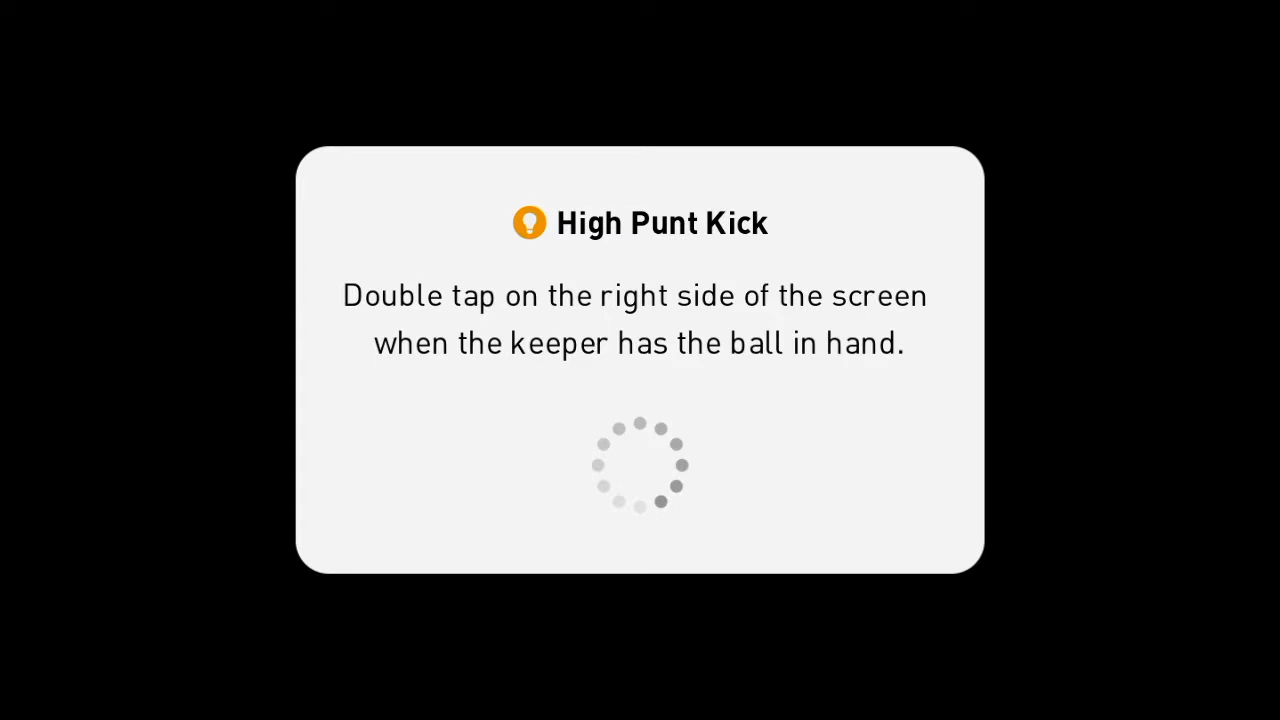 High Punt Kick
Double tap on the right side of the screen
when the keeper has the ball in hand.